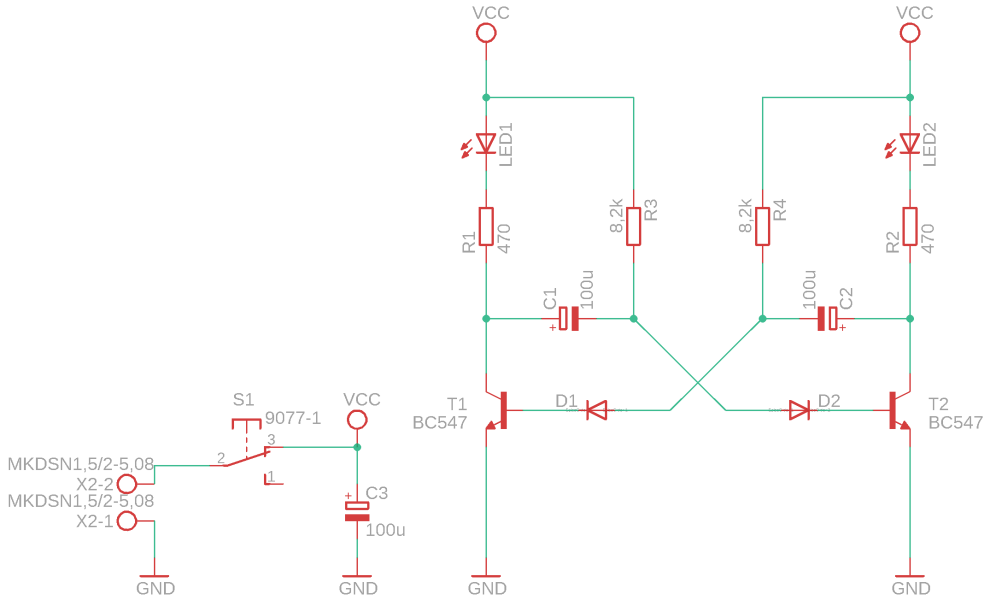 VCC
VCC
LED1
LED2
R1
470
8,2k
R3
8,2k
R4
R2
470
C1
100u
100u
C2
+
+
T1
BC547
D1
D2
T2
BC547
S1
9077-1
VCC
3
2
1
MKDSN1,5/2-5,08
X2-2
MKDSN1,5/2-5,08
X2-1
+
C3
100u
GND
GND
GND
GND